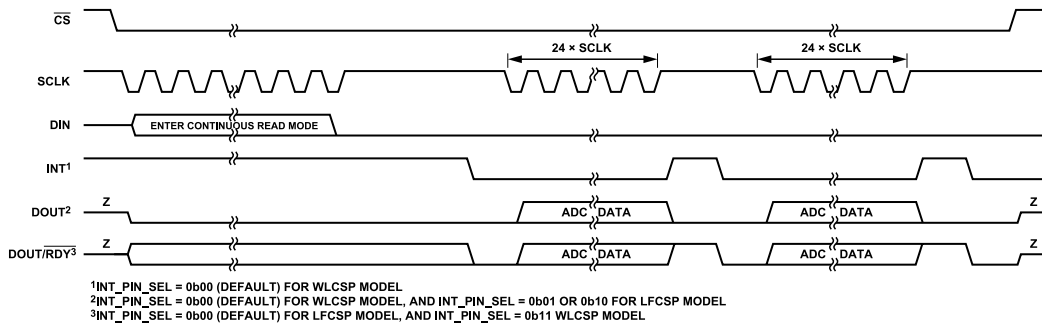 CS
24 × SCLK
24 × SCLK
SCLK
DIN
ENTER CONTINUOUS READ MODE
INT1
Z
Z
DOUT2
ADC DATA
ADC DATA
Z
Z
DOUT/RDY3
ADC DATA
ADC DATA
1INT_PIN_SEL = 0b00 (DEFAULT) FOR WLCSP MODEL
2INT_PIN_SEL = 0b00 (DEFAULT) FOR WLCSP MODEL, AND INT_PIN_SEL = 0b01 OR 0b10 FOR LFCSP MODEL
3INT_PIN_SEL = 0b00 (DEFAULT) FOR LFCSP MODEL, AND INT_PIN_SEL = 0b11 WLCSP MODEL